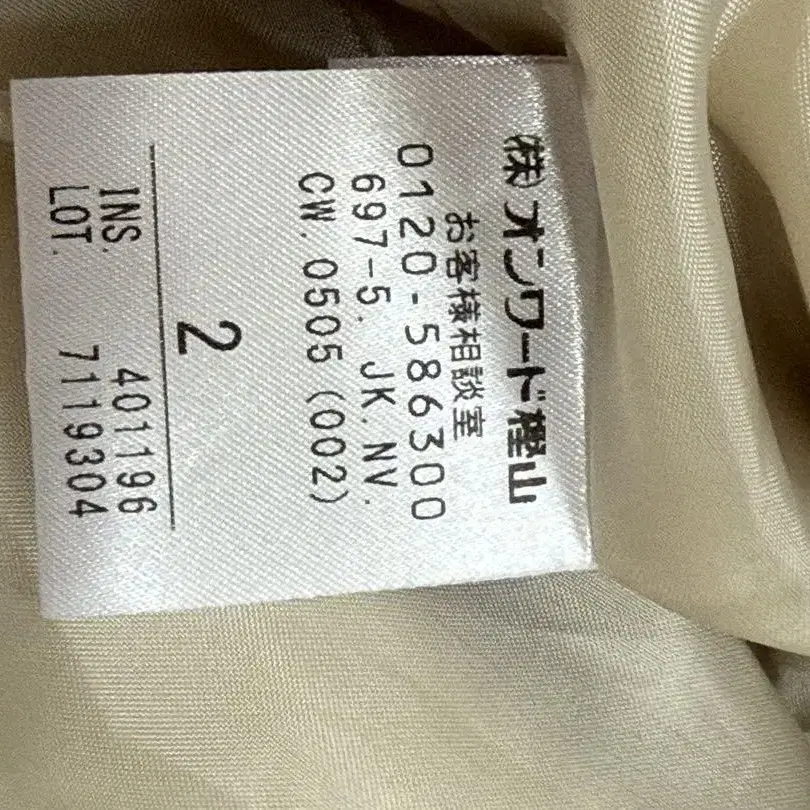 ㈱オンワード樫山
お客様相談室
0120-586300
697-5. JK.NV.
CW.0505(002)
2
INS. 401196
LOT. 7119304